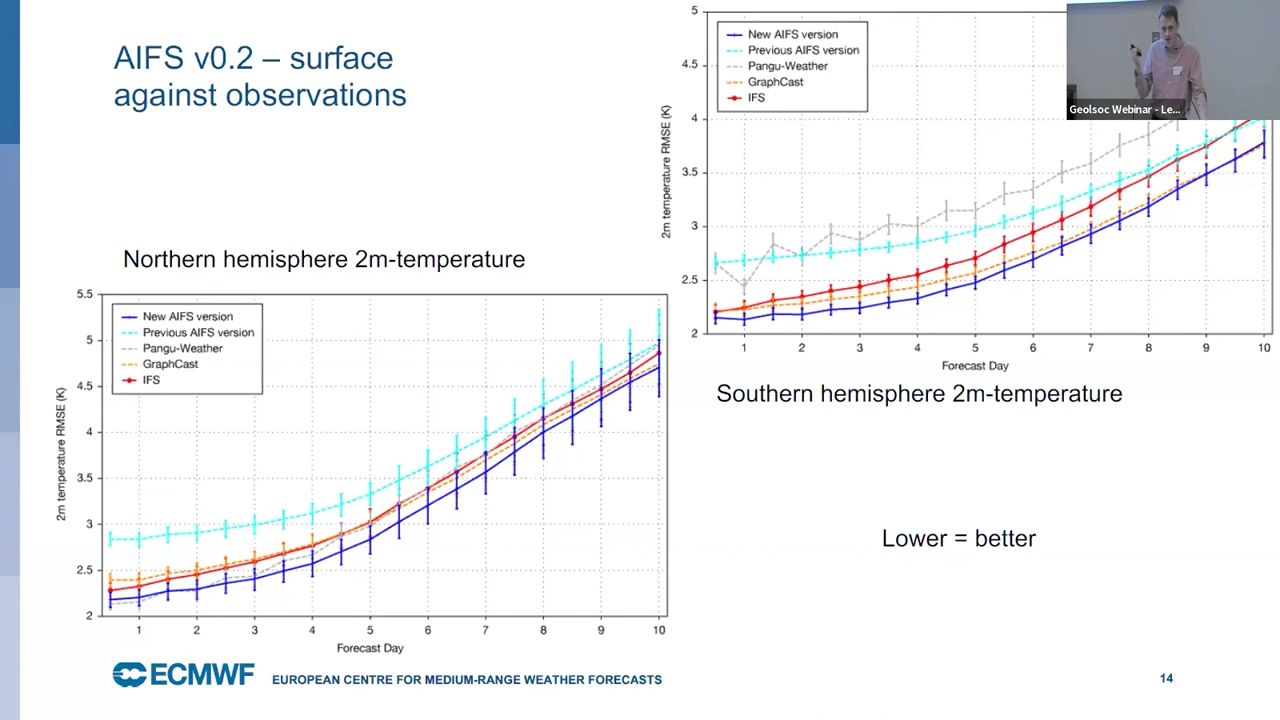 AIFS v0.2 – surface
against observations
Northern hemisphere 2m-temperature
5.5
5
4.5
4
3.5
3
2.5
2
2m temperature RMSE (K)
New AIFS version
Previous AIFS version
Pangu-Weather
GraphCast
IFS
1 2 3 4 5 6 7 8 9 10
Forecast Day
5
4.5
4
3.5
3
2.5
2
2m temperature RMSE (K)
New AIFS version
Previous AIFS version
Pangu-Weather
GraphCast
IFS
1 2 3 4 5 6 7 8 9 10
Forecast Day
Geolsoc Webinar - Le...
Southern hemisphere 2m-temperature
Lower = better
ECMWF EUROPEAN CENTRE FOR MEDIUM-RANGE WEATHER FORECASTS
14